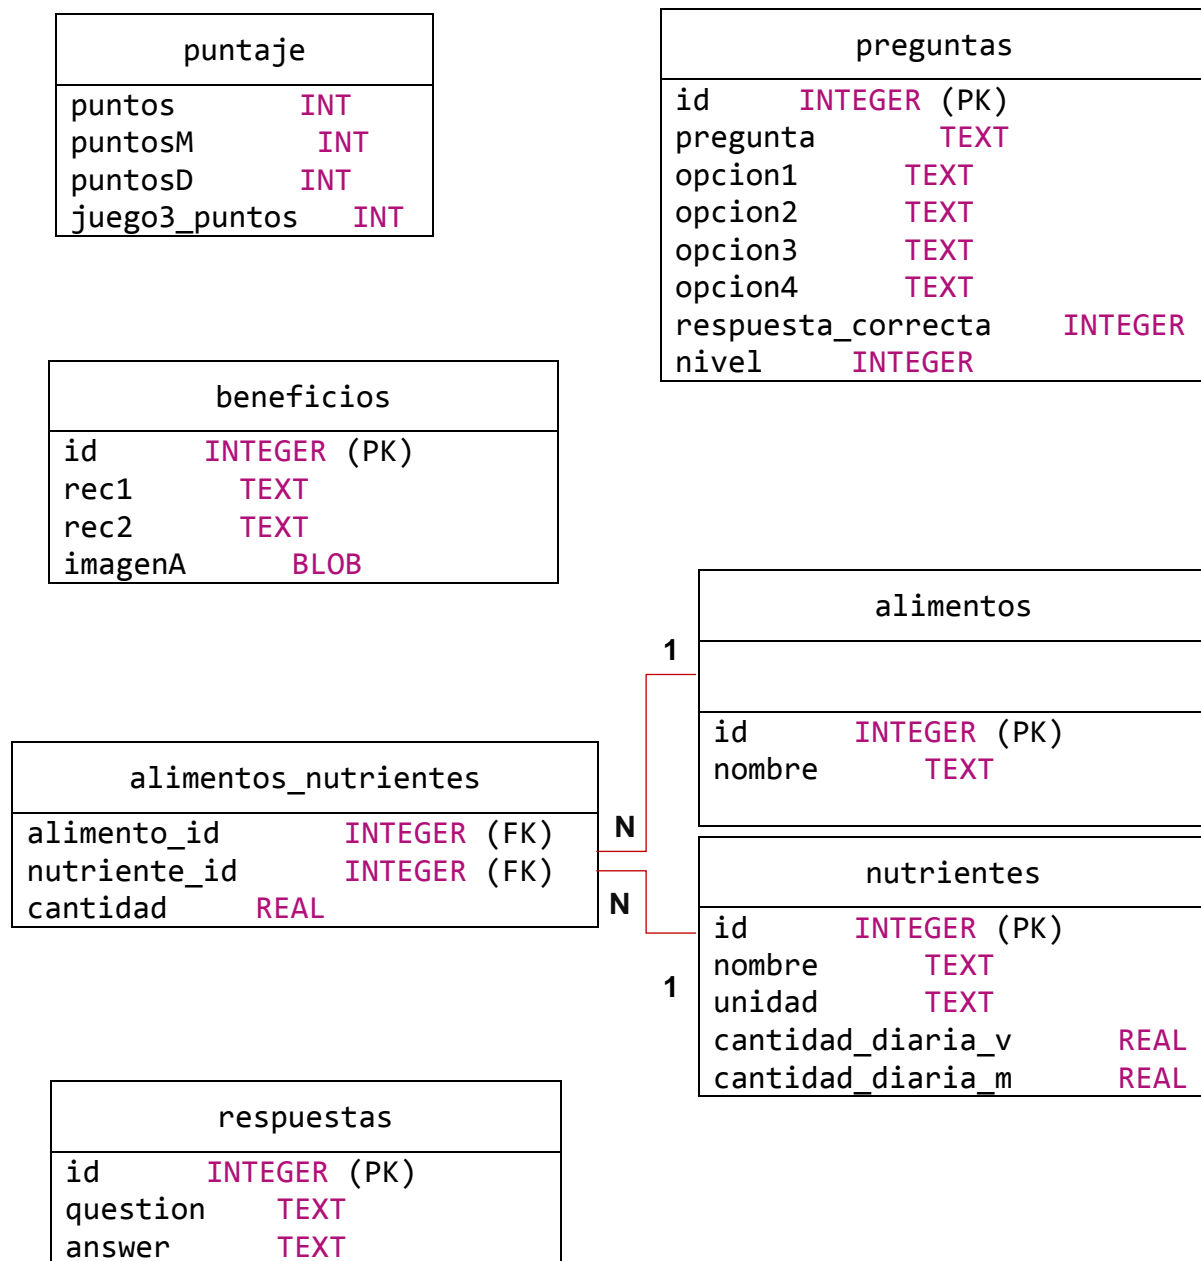 puntaje
puntos INT
puntosM INT
puntosD INT
juego3_puntos INT
preguntas
id INTEGER (PK)
pregunta TEXT
opcion1 TEXT
opcion2 TEXT
opcion3 TEXT
opcion4 TEXT
respuesta_correcta INTEGER
nivel INTEGER
beneficios
id INTEGER (PK)
rec1 TEXT
rec2 TEXT
imagenA BLOB
alimentos
id INTEGER (PK)
nombre TEXT
1
alimentos_nutrientes
alimento_id INTEGER (FK)
nutriente_id INTEGER (FK)
cantidad REAL
N
N
nutrientes
id INTEGER (PK)
nombre TEXT
unidad TEXT
cantidad_diaria_v REAL
cantidad_diaria_m REAL
1
respuestas
id INTEGER (PK)
question TEXT
answer TEXT